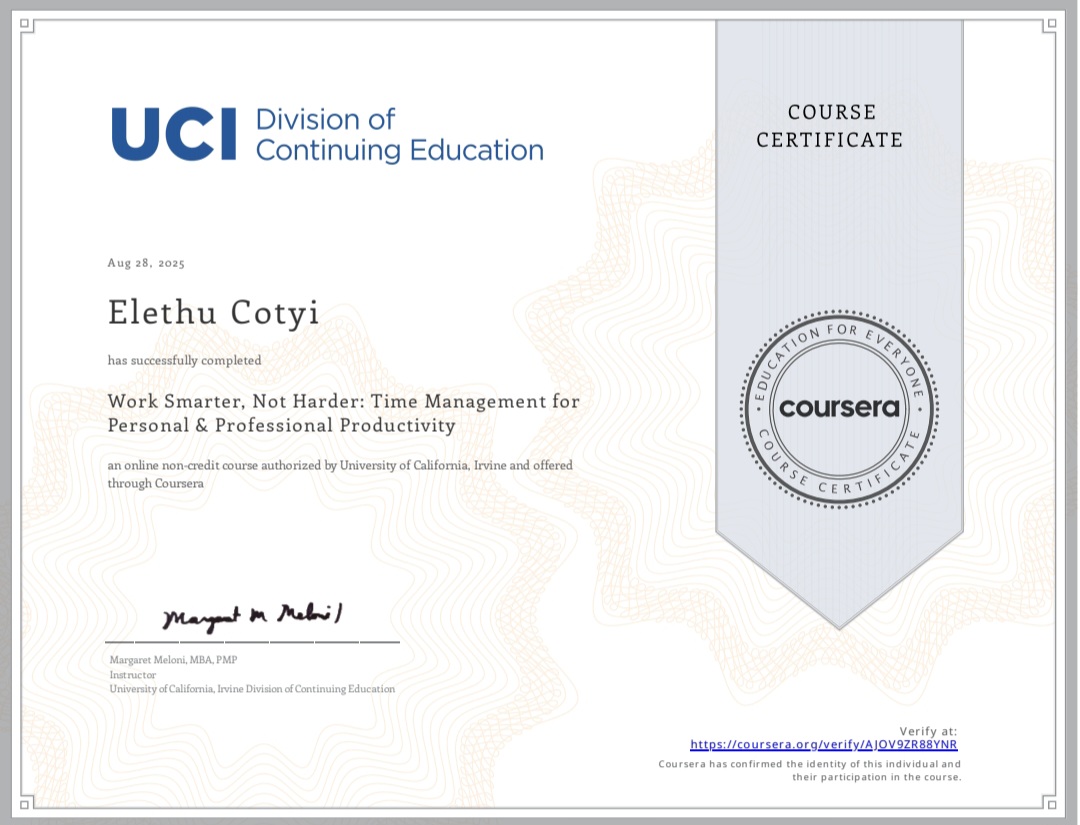 UCI Division of
Continuing Education
COURSE
CERTIFICATE
Aug 28, 2025
Elethu Cotyi
has successfully completed
Work Smarter, Not Harder: Time Management for
Personal & Professional Productivity
an online non-credit course authorized by University of California, Irvine and offered
through Coursera
EDUCATION FOR EVERYONE
coursera
COURSE CERTIFICATE
Margaret M Meloni
Margaret Meloni, MBA, PMP
Instructor
University of California, Irvine Division of Continuing Education
Verify at:
https://coursera.org/verify/AJOV9ZR88YNR
Coursera has confirmed the identity of this individual and
their participation in the course.